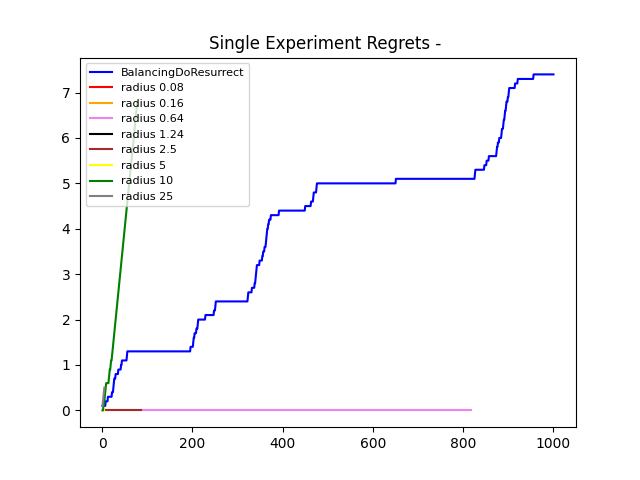 Single Experiment Regrets -
BalancingDoResurrect
radius 0.08
radius 0.16
radius 0.64
radius 1.24
radius 2.5
radius 5
radius 10
radius 25
7
6
5
4
3
2
1
0
0 200 400 600 800 1000